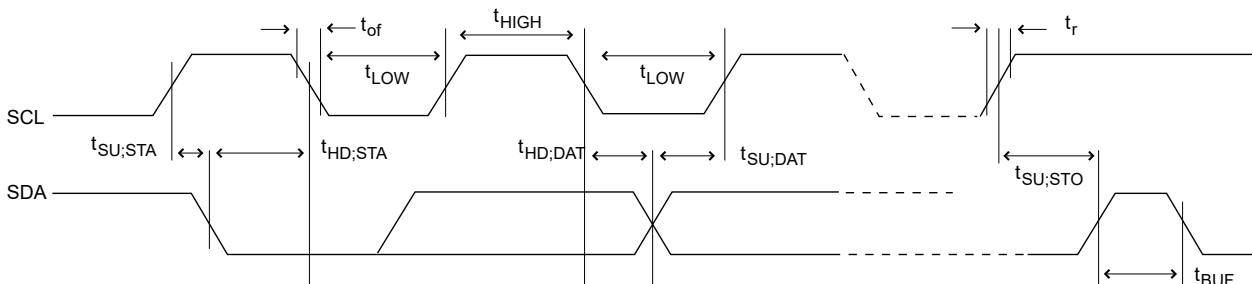 t_of
t_HIGH
t_r
t_LOW
t_LOW
SCL
t_SU;STA
t_HD;STA
t_HD;DAT
t_SU;DAT
t_SU;STO
SDA
t_BUF